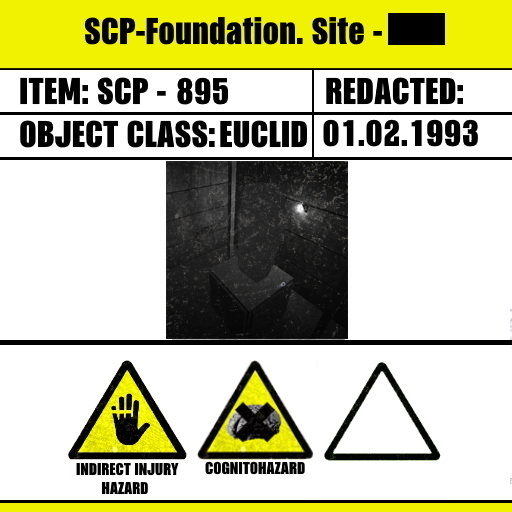 SCP-Foundation. Site -
ITEM: SCP - 895
REDACTED:
OBJECT CLASS: EUCLID
01.02.1993
INDIRECT INJURY
HAZARD
COGNITOHAZARD